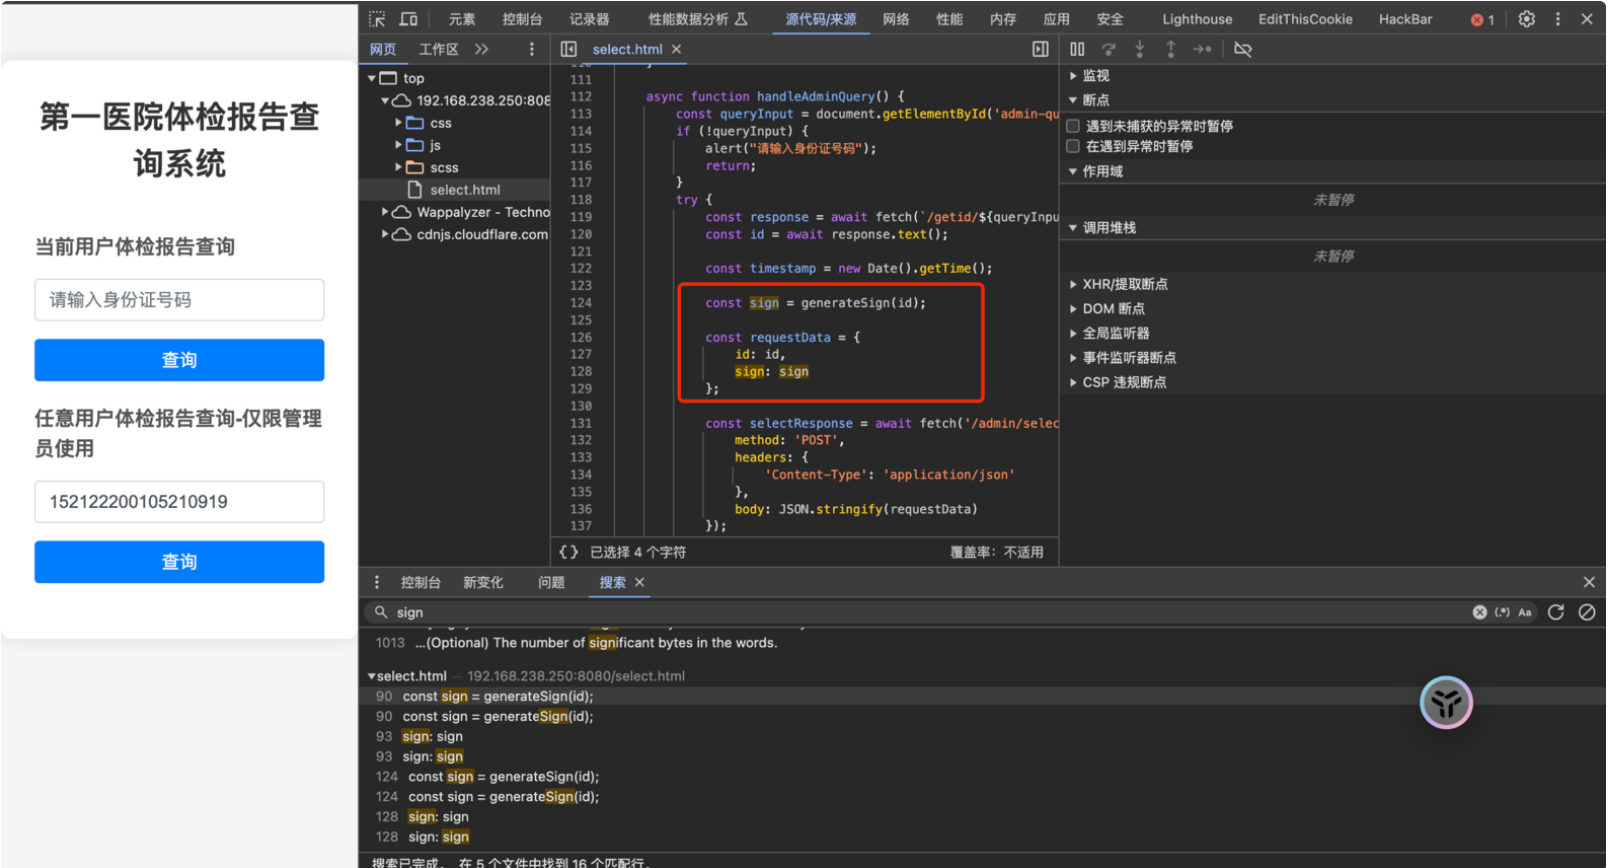 元素 控制台 记录器 性能数据分析 源代码/来源 网络 性能 内存 应用 安全 Lighthouse EditThisCookie HackBar 1
网页 工作区 select.html
第一医院体检报告查
询系统
当前用户体检报告查询
请输入身份证号码
查询
任意用户体检报告查询-仅限管理
员使用
152122200105210919
查询
top
192.168.238.250:808
css
js
scss
select.html
Wappalyzer - Techno
cdnjs.cloudflare.com
111
112 async function handleAdminQuery() {
113 const queryInput = document.getElementById('admin-qu
114 if (!queryInput) {
115 alert("请输入身份证号码");
116 return;
117 }
118 try {
119 const response = await fetch(`/getid/${queryInpu
120 const id = await response.text();
121
122 const timestamp = new Date().getTime();
123
124 const sign = generateSign(id);
125
126 const requestData = {
127 id: id,
128 sign: sign
129 };
130
131 const selectResponse = await fetch('/admin/selec
132 method: 'POST',
133 headers: {
134 'Content-Type': 'application/json'
135 },
136 body: JSON.stringify(requestData)
137 });
{} 已选择 4 个字符 覆盖率：不适用
监视
断点
遇到未捕获的异常时暂停
在遇到异常时暂停
作用域
未暂停
调用堆栈
未暂停
XHR/提取断点
DOM 断点
全局监听器
事件监听器断点
CSP 违规断点
控制台 新变化 问题 搜索
sign (.*) Aa
1013 ...(Optional) The number of significant bytes in the words.
select.html — 192.168.238.250:8080/select.html
90 const sign = generateSign(id);
90 const sign = generateSign(id);
93 sign: sign
93 sign: sign
124 const sign = generateSign(id);
124 const sign = generateSign(id);
128 sign: sign
128 sign: sign
搜索已完成。 在 5 个文件中找到 16 个匹配行。